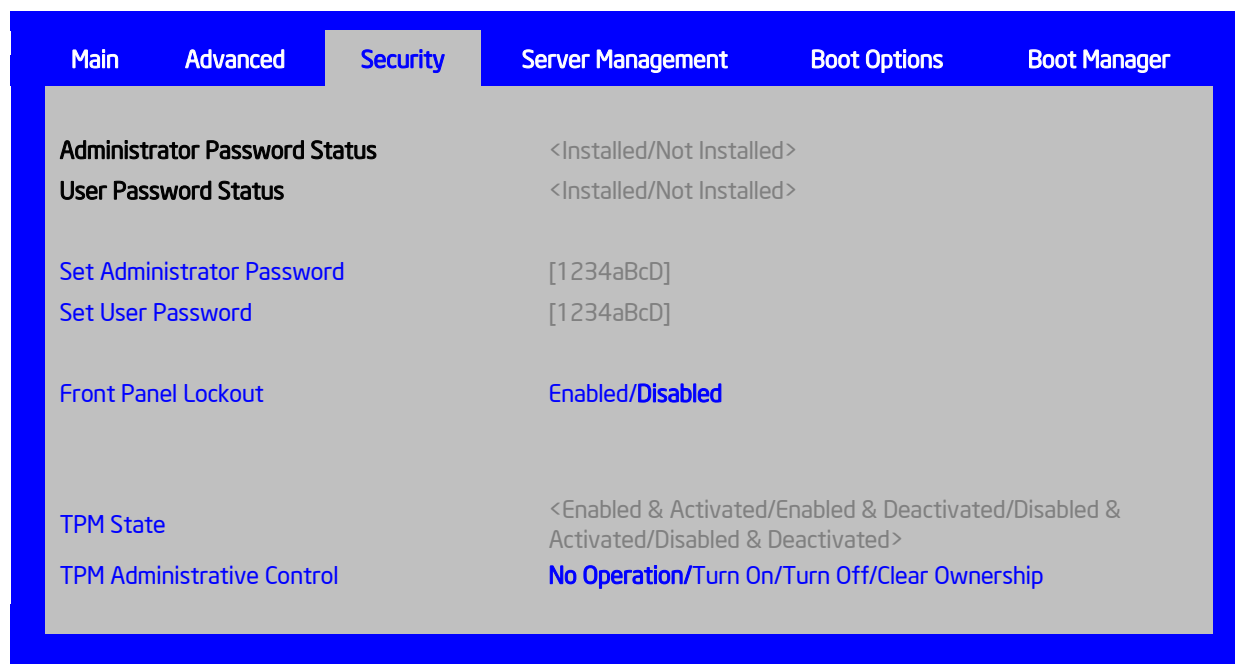 Main Advanced Security Server Management Boot Options Boot Manager
Administrator Password Status <Installed/Not Installed>
User Password Status <Installed/Not Installed>
Set Administrator Password [1234aBcD]
Set User Password [1234aBcD]
Front Panel Lockout Enabled/Disabled
TPM State <Enabled & Activated/Enabled & Deactivated/Disabled &
Activated/Disabled & Deactivated>
TPM Administrative Control No Operation/Turn On/Turn Off/Clear Ownership